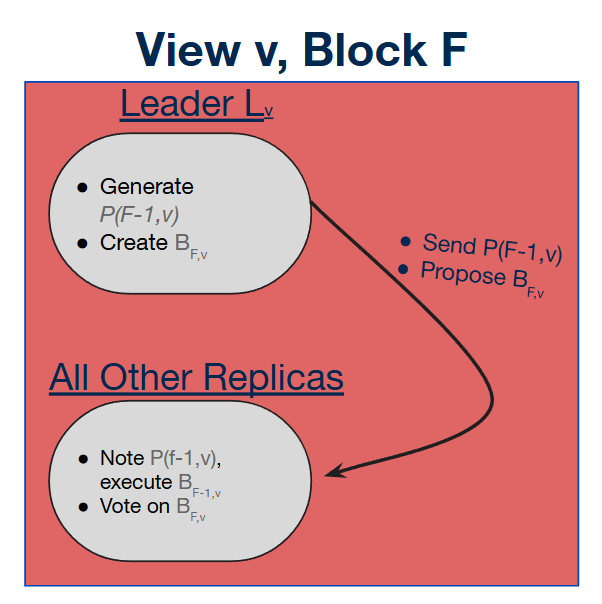 View v, Block F
Leader Lv
● Generate
P(F-1,v)
● Create BF,v
● Send P(F-1,v)
● Propose BF,v
All Other Replicas
● Note P(f-1,v),
execute BF-1,v
● Vote on BF,v